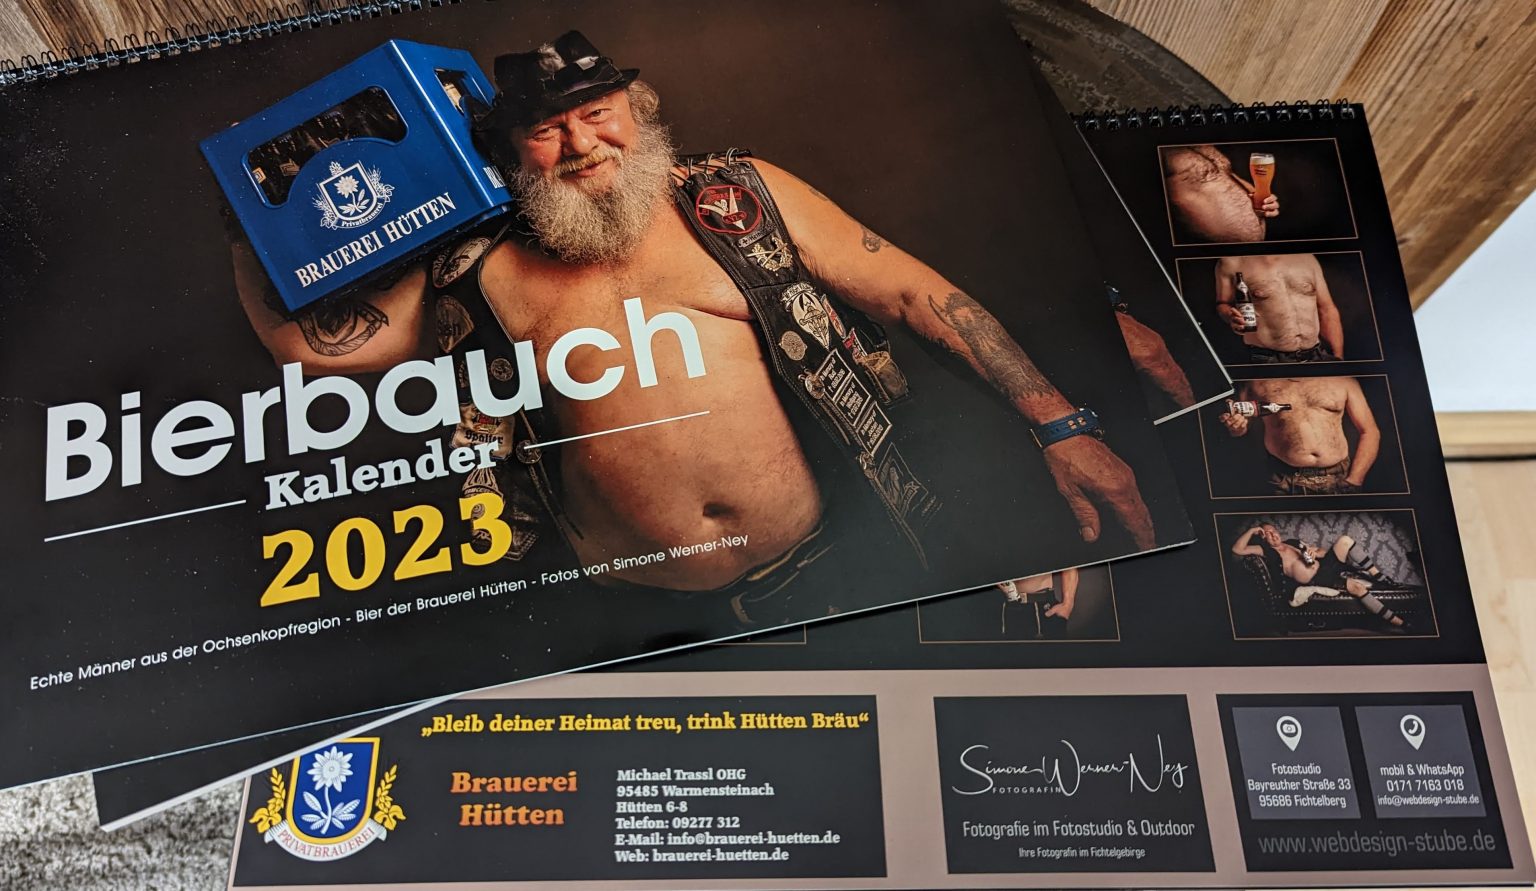 BRAUEREI HÜTTEN
Privatbrauerei
Bierbauch
Kalender
2023
Echte Männer aus der Ochsenkopfregion - Bier der Brauerei Hütten - Fotos von Simone Werner-Ney
„Bleib deiner Heimat treu, trink Hütten Bräu“
PRIVATBRAUEREI
Brauerei
Hütten
Michael Trassl OHG
95485 Warmensteinach
Hütten 6-8
Telefon: 09277 312
E-Mail: info@brauerei-huetten.de
Web: brauerei-huetten.de
Simone Werner-Ney
FOTOGRAFIN
Fotografie im Fotostudio & Outdoor
Ihre Fotografin im Fichtelgebirge
Fotostudio
Bayreuther Straße 33
95686 Fichtelberg
mobil & WhatsApp
0171 7163 018
info@webdesign-stube.de
www.webdesign-stube.de